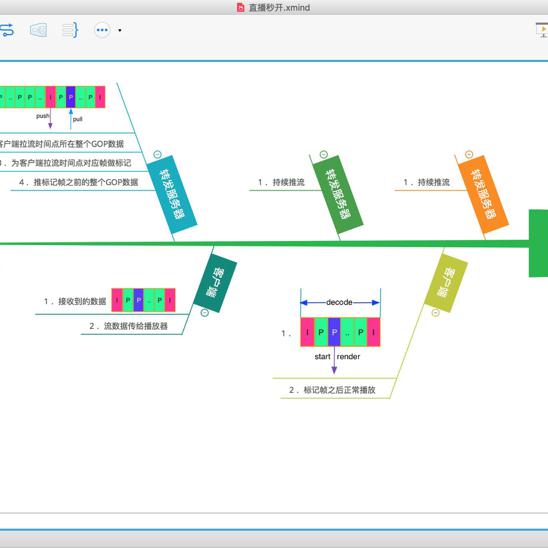 直播秒开.xmind
P .. P P .. I P P .. P I
push
pull
客户端拉流时间点所在整个GOP数据
3．为客户端拉流时间点对应帧做标记
4．推标记帧之前的整个GOP数据
转发服务器
1．持续推流
转发服务器
1．持续推流
转发服务器
客户端
1．接收到的数据
I P P .. P I
2．流数据传给播放器
客户端
decode
1．
I P P .. P I
start render
2．标记帧之后正常播放